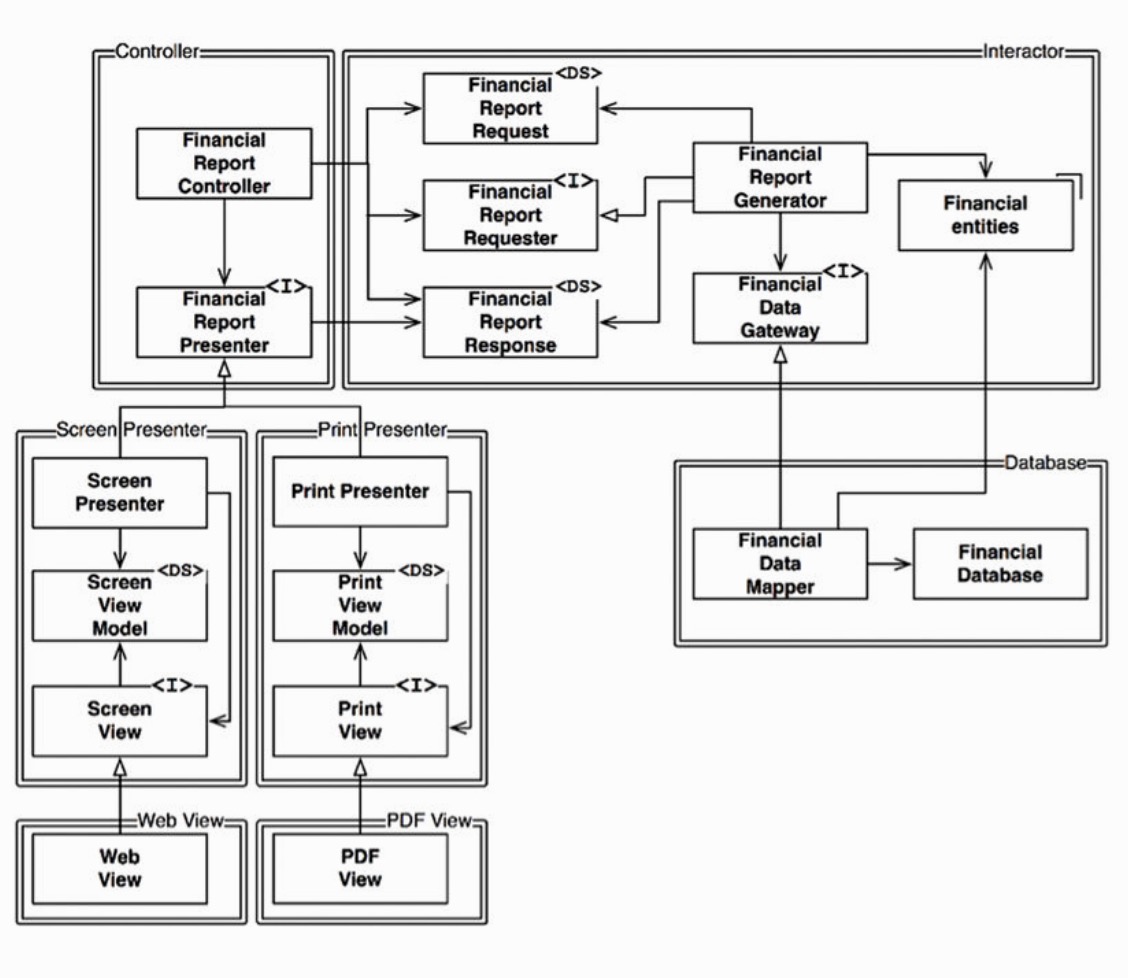 Controller
Interactor
Financial
Report
Controller
<I>
Financial
Report
Presenter
<DS>
Financial
Report
Request
<I>
Financial
Report
Requester
<DS>
Financial
Report
Response
Financial
Report
Generator
<I>
Financial
Data
Gateway
Financial
entities
Screen Presenter
Screen
Presenter
<DS>
Screen
View
Model
<I>
Screen
View
Print Presenter
Print Presenter
<DS>
Print
View
Model
<I>
Print
View
Database
Financial
Data
Mapper
Financial
Database
Web View
Web
View
PDF View
PDF
View